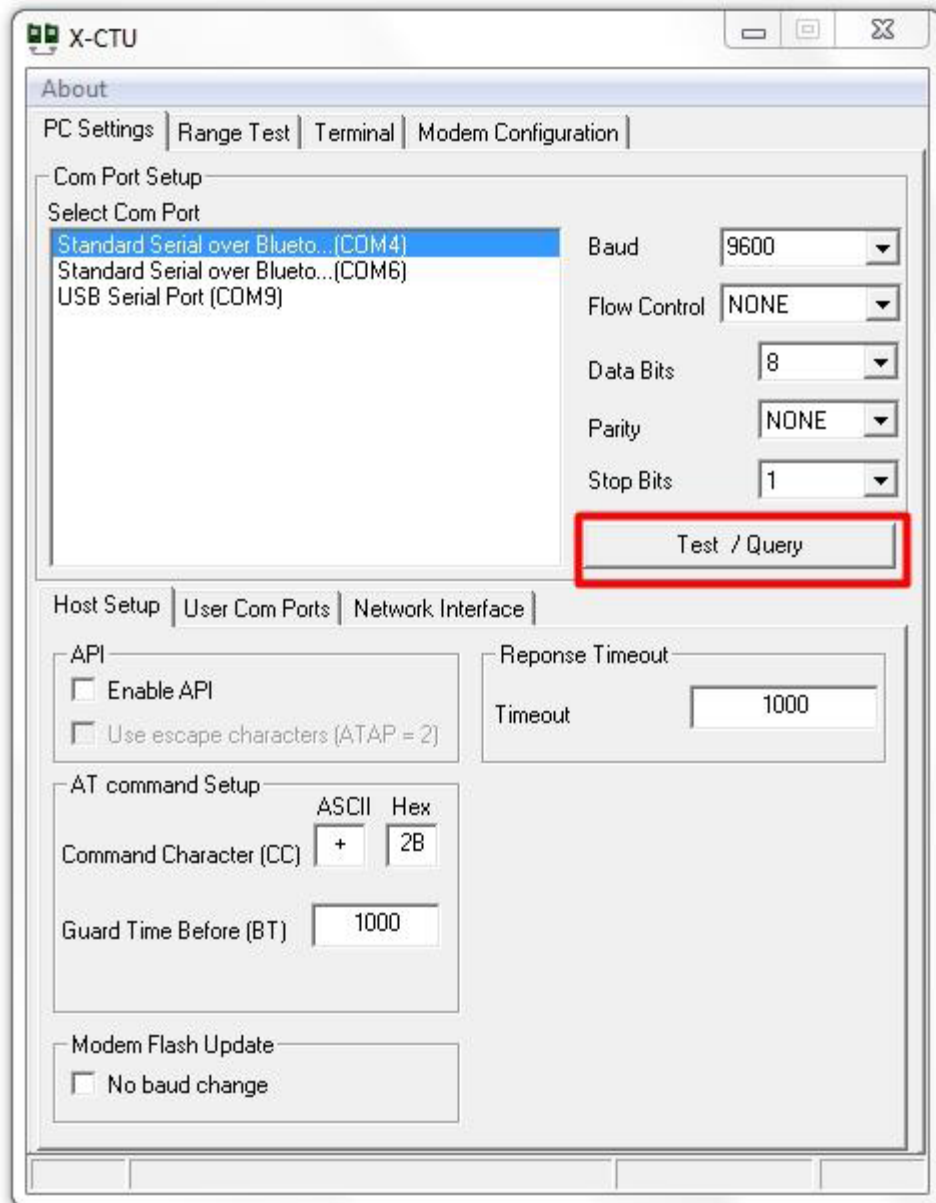 X-CTU
About
PC Settings Range Test Terminal Modem Configuration
Com Port Setup
Select Com Port
Standard Serial over Blueto...(COM4)
Standard Serial over Blueto...(COM6)
USB Serial Port (COM9)
Baud 9600
Flow Control NONE
Data Bits 8
Parity NONE
Stop Bits 1
Test / Query
Host Setup User Com Ports Network Interface
API
Enable API
Use escape characters (ATAP = 2)
Reponse Timeout
Timeout 1000
AT command Setup
ASCII Hex
Command Character (CC) + 2B
Guard Time Before (BT) 1000
Modem Flash Update
No baud change